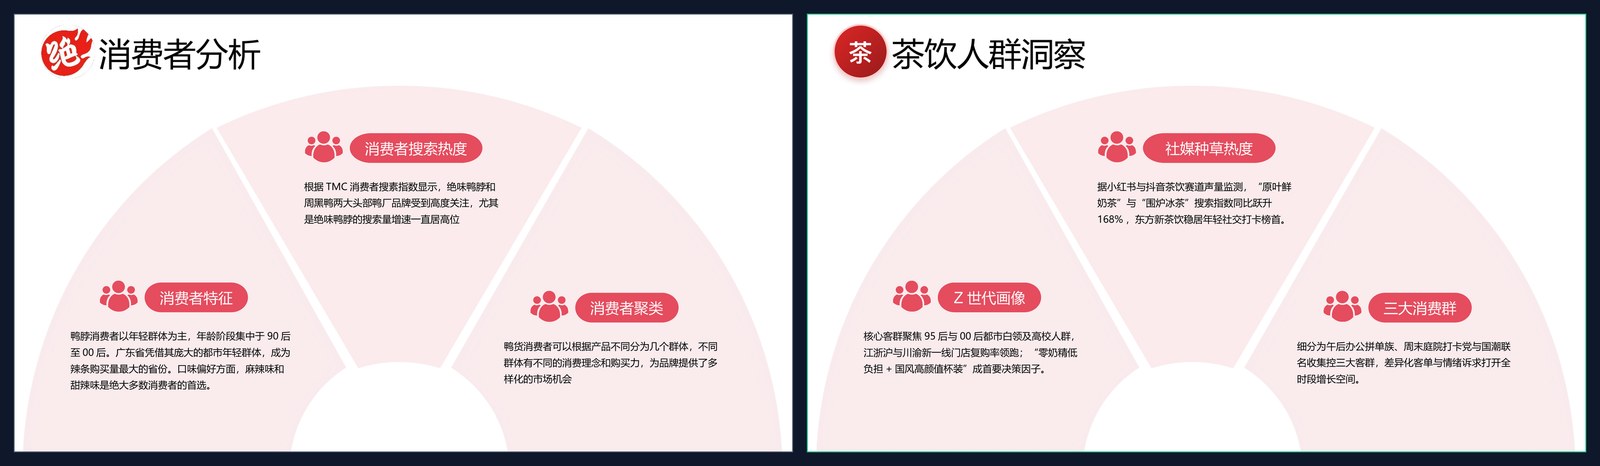 绝
消费者分析
消费者搜索热度
根据 TMC 消费者搜素指数显示，绝味鸭脖和
周黑鸭两大头部鸭厂品牌受到高度关注，尤其
是绝味鸭脖的搜索量增速一直居高位
消费者特征
鸭脖消费者以年轻群体为主，年龄阶段集中于 90 后
至 00 后。广东省凭借其庞大的都市年轻群体，成为
辣条购买量最大的省份。口味偏好方面，麻辣味和
甜辣味是绝大多数消费者的首选。
消费者聚类
鸭货消费者可以根据产品不同分为几个群体，不同
群体有不同的消费理念和购买力，为品牌提供了多
样化的市场机会
茶
茶饮人群洞察
社媒种草热度
据小红书与抖音茶饮赛道声量监测，“原叶鲜
奶茶”与“围炉冰茶”搜索指数同比跃升
168%，东方新茶饮稳居年轻社交打卡榜首。
Z 世代画像
核心客群聚焦 95 后与 00 后都市白领及高校人群，
江浙沪与川渝新一线门店复购率领跑；“零奶精低
负担 + 国风高颜值杯装”成首要决策因子。
三大消费群
细分为午后办公拼单族、周末庭院打卡党与国潮联
名收集控三大客群，差异化客单与情绪诉求打开全
时段增长空间。